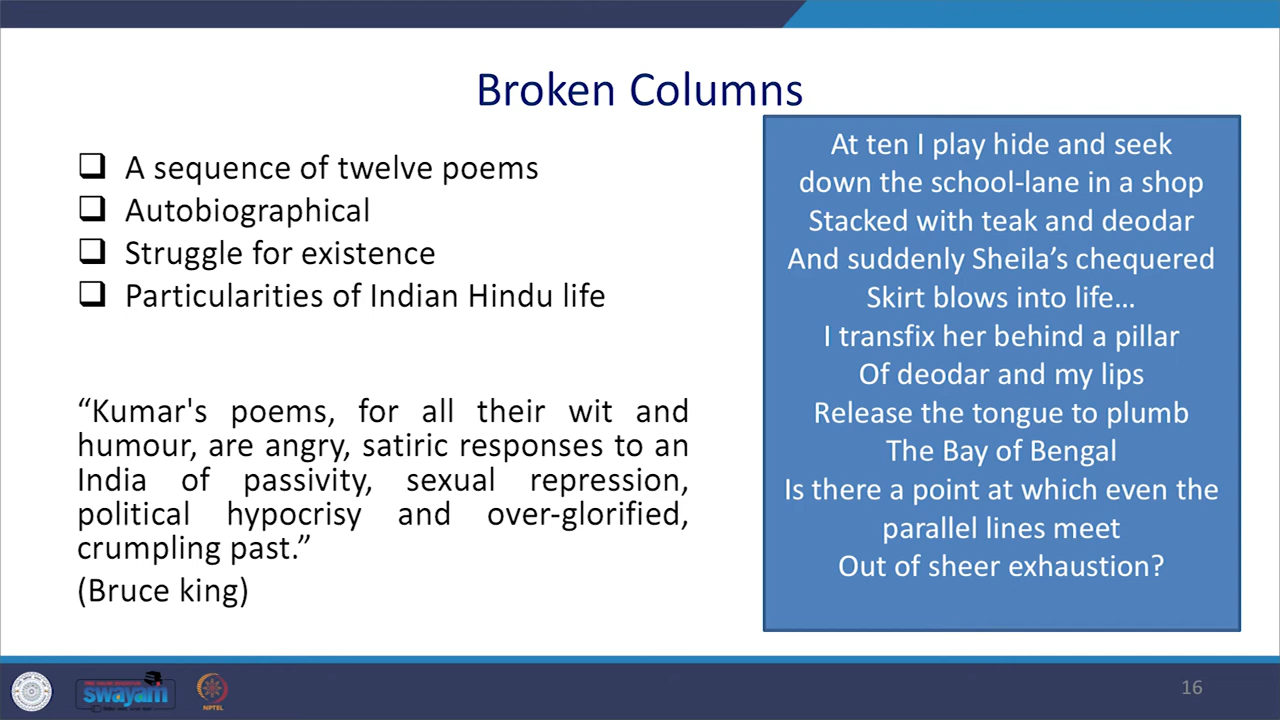 Broken Columns
A sequence of twelve poems
Autobiographical
Struggle for existence
Particularities of Indian Hindu life
“Kumar's poems, for all their wit and
humour, are angry, satiric responses to an
India of passivity, sexual repression,
political hypocrisy and over-glorified,
crumpling past.”
(Bruce king)
At ten I play hide and seek
down the school-lane in a shop
Stacked with teak and deodar
And suddenly Sheila’s chequered
Skirt blows into life…
I transfix her behind a pillar
Of deodar and my lips
Release the tongue to plumb
The Bay of Bengal
Is there a point at which even the
parallel lines meet
Out of sheer exhaustion?
swayam
NPTEL
16